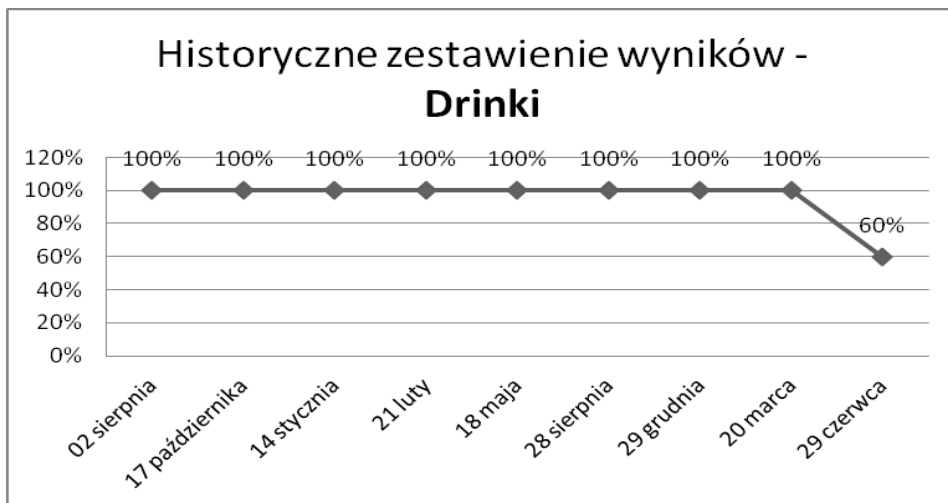 Historyczne zestawienie wyników -
Drinki
120%
100%
80%
60%
40%
20%
0%
100% 100% 100% 100% 100% 100% 100% 100% 60%
02 sierpnia
17 października
14 stycznia
21 luty
18 maja
28 sierpnia
29 grudnia
20 marca
29 czerwca